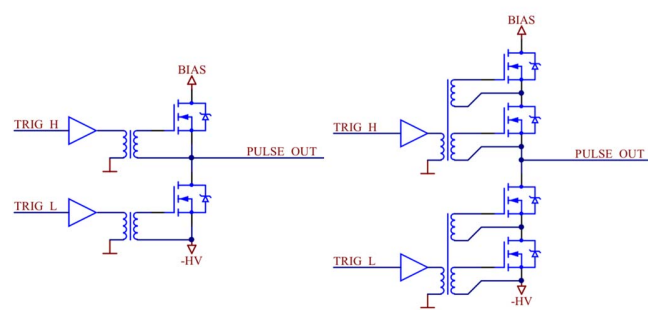 BIAS
TRIG H
PULSE OUT
TRIG L
-HV
BIAS
TRIG H
PULSE OUT
TRIG L
-HV